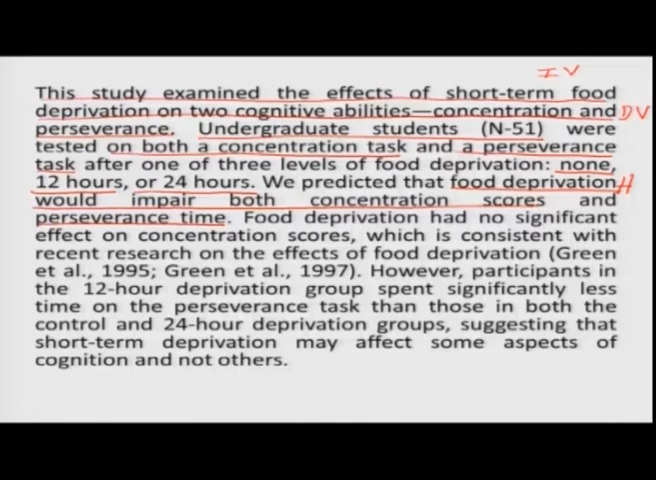 IV
This study examined the effects of short-term food
deprivation on two cognitive abilities—concentration and DV
perseverance. Undergraduate students (N-51) were
tested on both a concentration task and a perseverance
task after one of three levels of food deprivation: none,
12 hours, or 24 hours. We predicted that food deprivation H
would impair both concentration scores and
perseverance time. Food deprivation had no significant
effect on concentration scores, which is consistent with
recent research on the effects of food deprivation (Green
et al., 1995; Green et al., 1997). However, participants in
the 12-hour deprivation group spent significantly less
time on the perseverance task than those in both the
control and 24-hour deprivation groups, suggesting that
short-term deprivation may affect some aspects of
cognition and not others.